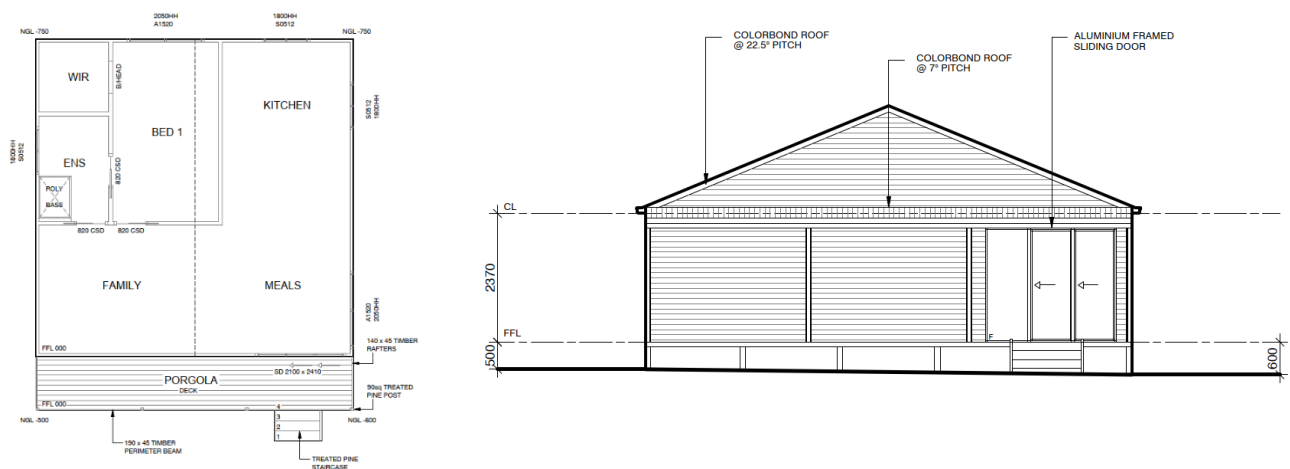 2050HH
A1520
1800HH
S0512
NGL -750
NGL -750
WIR
B/HEAD
BED 1
KITCHEN
S0512
1800HH
1800HH
S0512
ENS
820 CSD
POLY
BASE
820 CSD
820 CSD
FAMILY
MEALS
A1520
2050HH
FFL 000
140 x 45 TIMBER
RAFTERS
SD 2100 x 2410
PORGOLA
DECK
90sq TREATED
PINE POST
FFL 000
4
3
2
1
NGL -500
NGL -600
190 x 45 TIMBER
PERIMETER BEAM
TREATED PINE
STAIRCASE
COLORBOND ROOF
@ 22.5° PITCH
COLORBOND ROOF
@ 7° PITCH
ALUMINIUM FRAMED
SLIDING DOOR
CL
2370
FFL
F
500
600